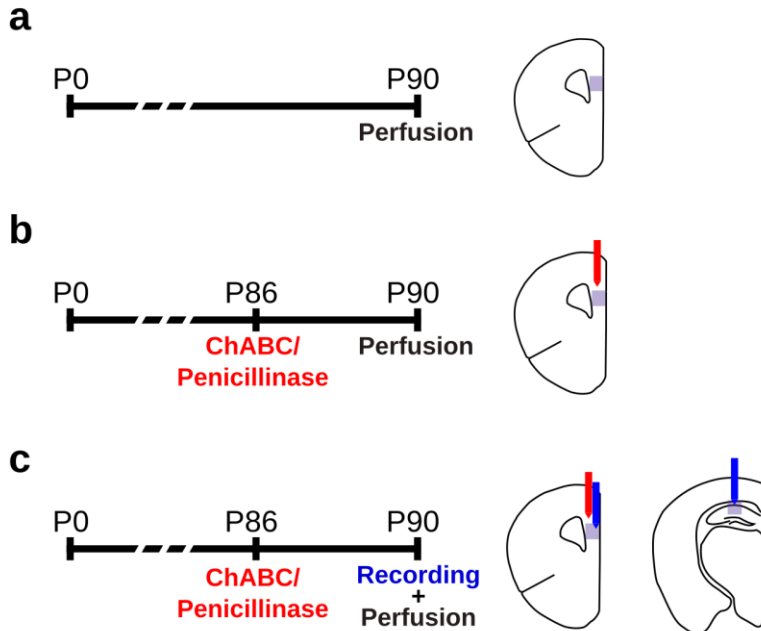 a
P0 P90
Perfusion
b
P0 P86 P90
ChABC/ Perfusion
Penicillinase
c
P0 P86 P90
ChABC/ Recording
Penicillinase +
Perfusion